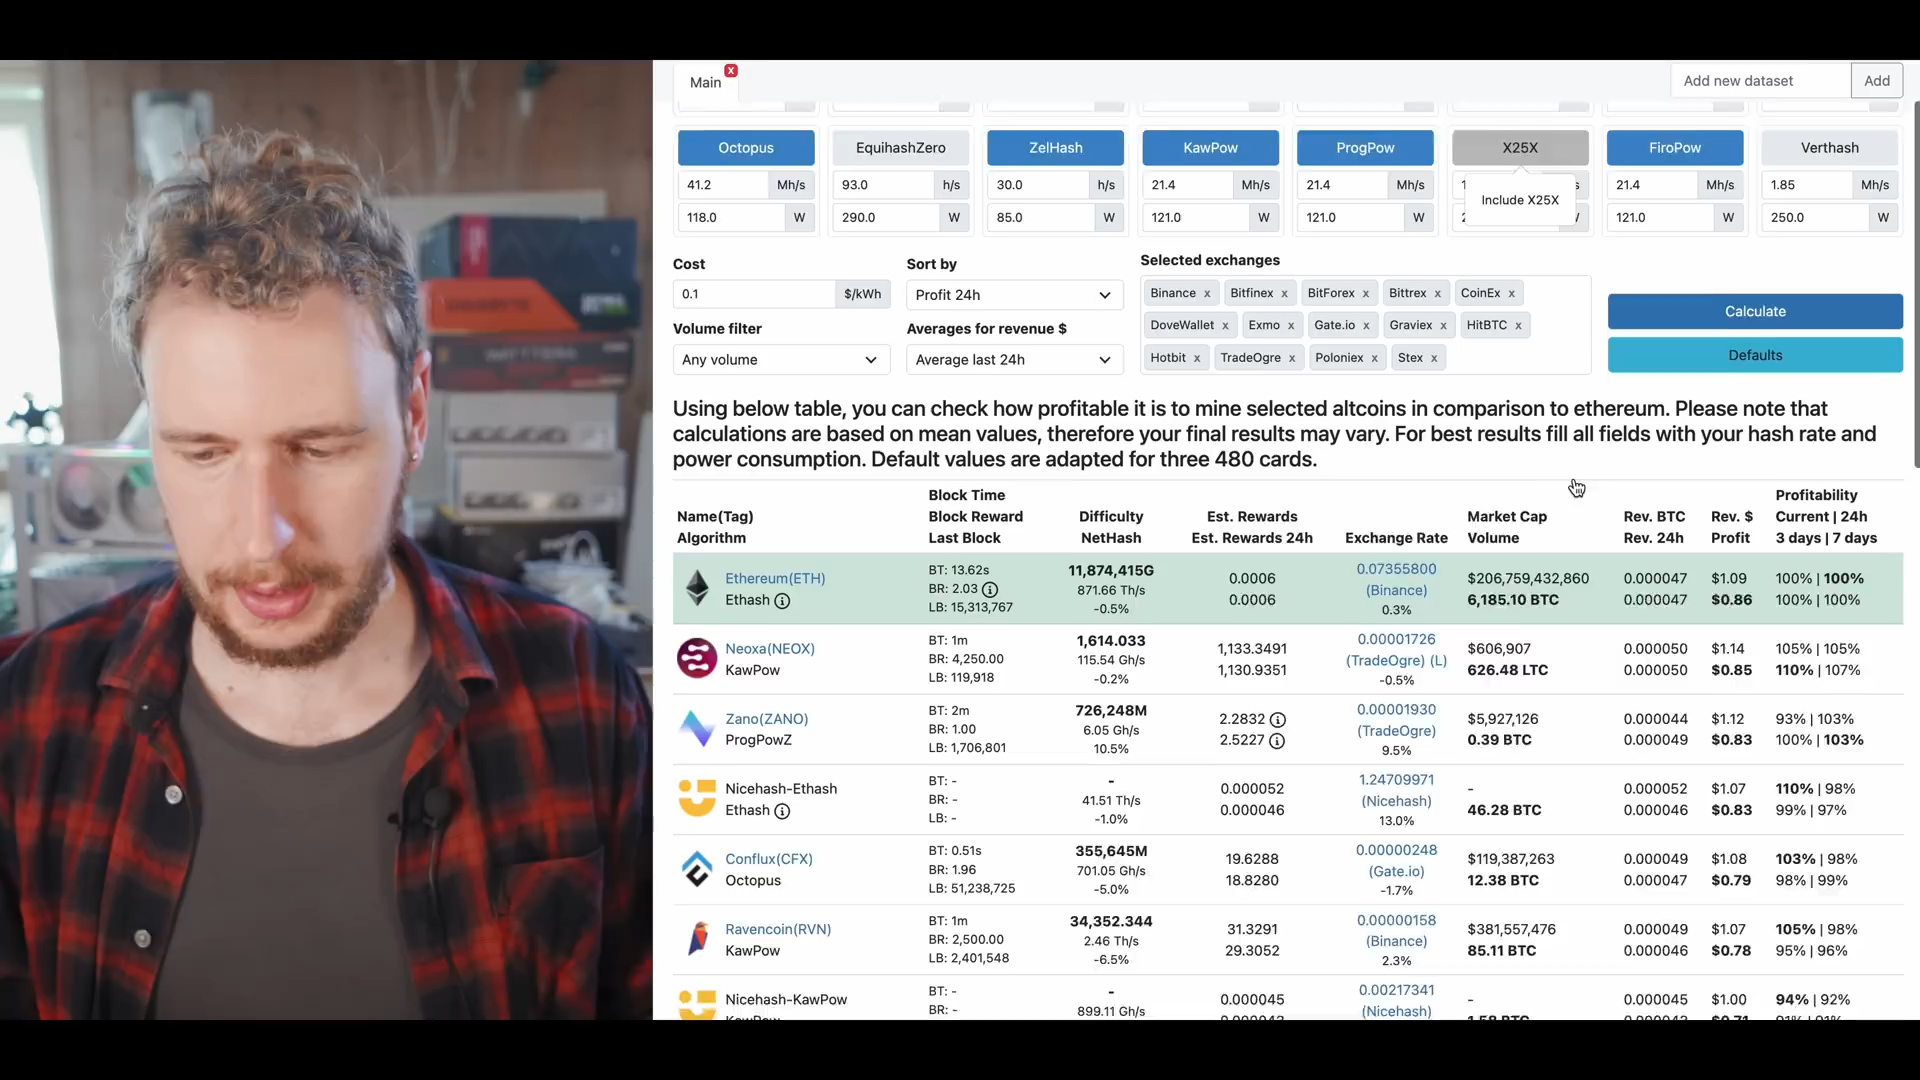 Main
x
Add new dataset
Add
Octopus
EquihashZero
ZelHash
KawPow
ProgPow
X25X
FiroPow
Verthash
41.2 Mh/s
93.0 h/s
30.0 h/s
21.4 Mh/s
21.4 Mh/s
Include X25X
21.4 Mh/s
1.85 Mh/s
118.0 W
290.0 W
85.0 W
121.0 W
121.0 W
121.0 W
250.0 W
Cost
0.1 $/kWh
Sort by
Profit 24h
Volume filter
Any volume
Averages for revenue $
Average last 24h
Selected exchanges
Binance x Bitfinex x BitForex x Bittrex x CoinEx x
DoveWallet x Exmo x Gate.io x Graviex x HitBTC x
Hotbit x TradeOgre x Poloniex x Stex x
Calculate
Defaults
Using below table, you can check how profitable it is to mine selected altcoins in comparison to ethereum. Please note that
calculations are based on mean values, therefore your final results may vary. For best results fill all fields with your hash rate and
power consumption. Default values are adapted for three 480 cards.
Name(Tag)
Algorithm
Block Time
Block Reward
Last Block
Difficulty
NetHash
Est. Rewards
Est. Rewards 24h
Exchange Rate
Market Cap
Volume
Rev. BTC
Rev. 24h
Rev. $
Profit
Profitability
Current | 24h
3 days | 7 days
Ethereum(ETH)
Ethash
BT: 13.62s
BR: 2.03
LB: 15,313,767
11,874,415G
871.66 Th/s
-0.5%
0.0006
0.0006
0.07355800
(Binance)
0.3%
$206,759,432,860
6,185.10 BTC
0.000047
0.000047
$1.09
$0.86
100% | 100%
100% | 100%
Neoxa(NEOX)
KawPow
BT: 1m
BR: 4,250.00
LB: 119,918
1,614.033
115.54 Gh/s
-0.2%
1,133.3491
1,130.9351
0.00001726
(TradeOgre) (L)
-0.5%
$606,907
626.48 LTC
0.000050
0.000050
$1.14
$0.85
105% | 105%
110% | 107%
Zano(ZANO)
ProgPowZ
BT: 2m
BR: 1.00
LB: 1,706,801
726,248M
6.05 Gh/s
10.5%
2.2832
2.5227
0.00001930
(TradeOgre)
9.5%
$5,927,126
0.39 BTC
0.000044
0.000049
$1.12
$0.83
93% | 103%
100% | 103%
Nicehash-Ethash
Ethash
BT: -
BR: -
LB: -
-
41.51 Th/s
-1.0%
0.000052
0.000046
1.24709971
(Nicehash)
13.0%
-
46.28 BTC
0.000052
0.000046
$1.07
$0.83
110% | 98%
99% | 97%
Conflux(CFX)
Octopus
BT: 0.51s
BR: 1.96
LB: 51,238,725
355,645M
701.05 Gh/s
-5.0%
19.6288
18.8280
0.00000248
(Gate.io)
-1.7%
$119,387,263
12.38 BTC
0.000049
0.000047
$1.08
$0.79
103% | 98%
98% | 99%
Ravencoin(RVN)
KawPow
BT: 1m
BR: 2,500.00
LB: 2,401,548
34,352.344
2.46 Th/s
-6.5%
31.3291
29.3052
0.00000158
(Binance)
2.3%
$381,557,476
85.11 BTC
0.000049
0.000046
$1.07
$0.78
105% | 98%
95% | 96%
Nicehash-KawPow
BT: -
BR: -
-
899.11 Gh/s
0.000045
0.00217341
(Nicehash)
-
0.000045
$1.00
94% | 92%